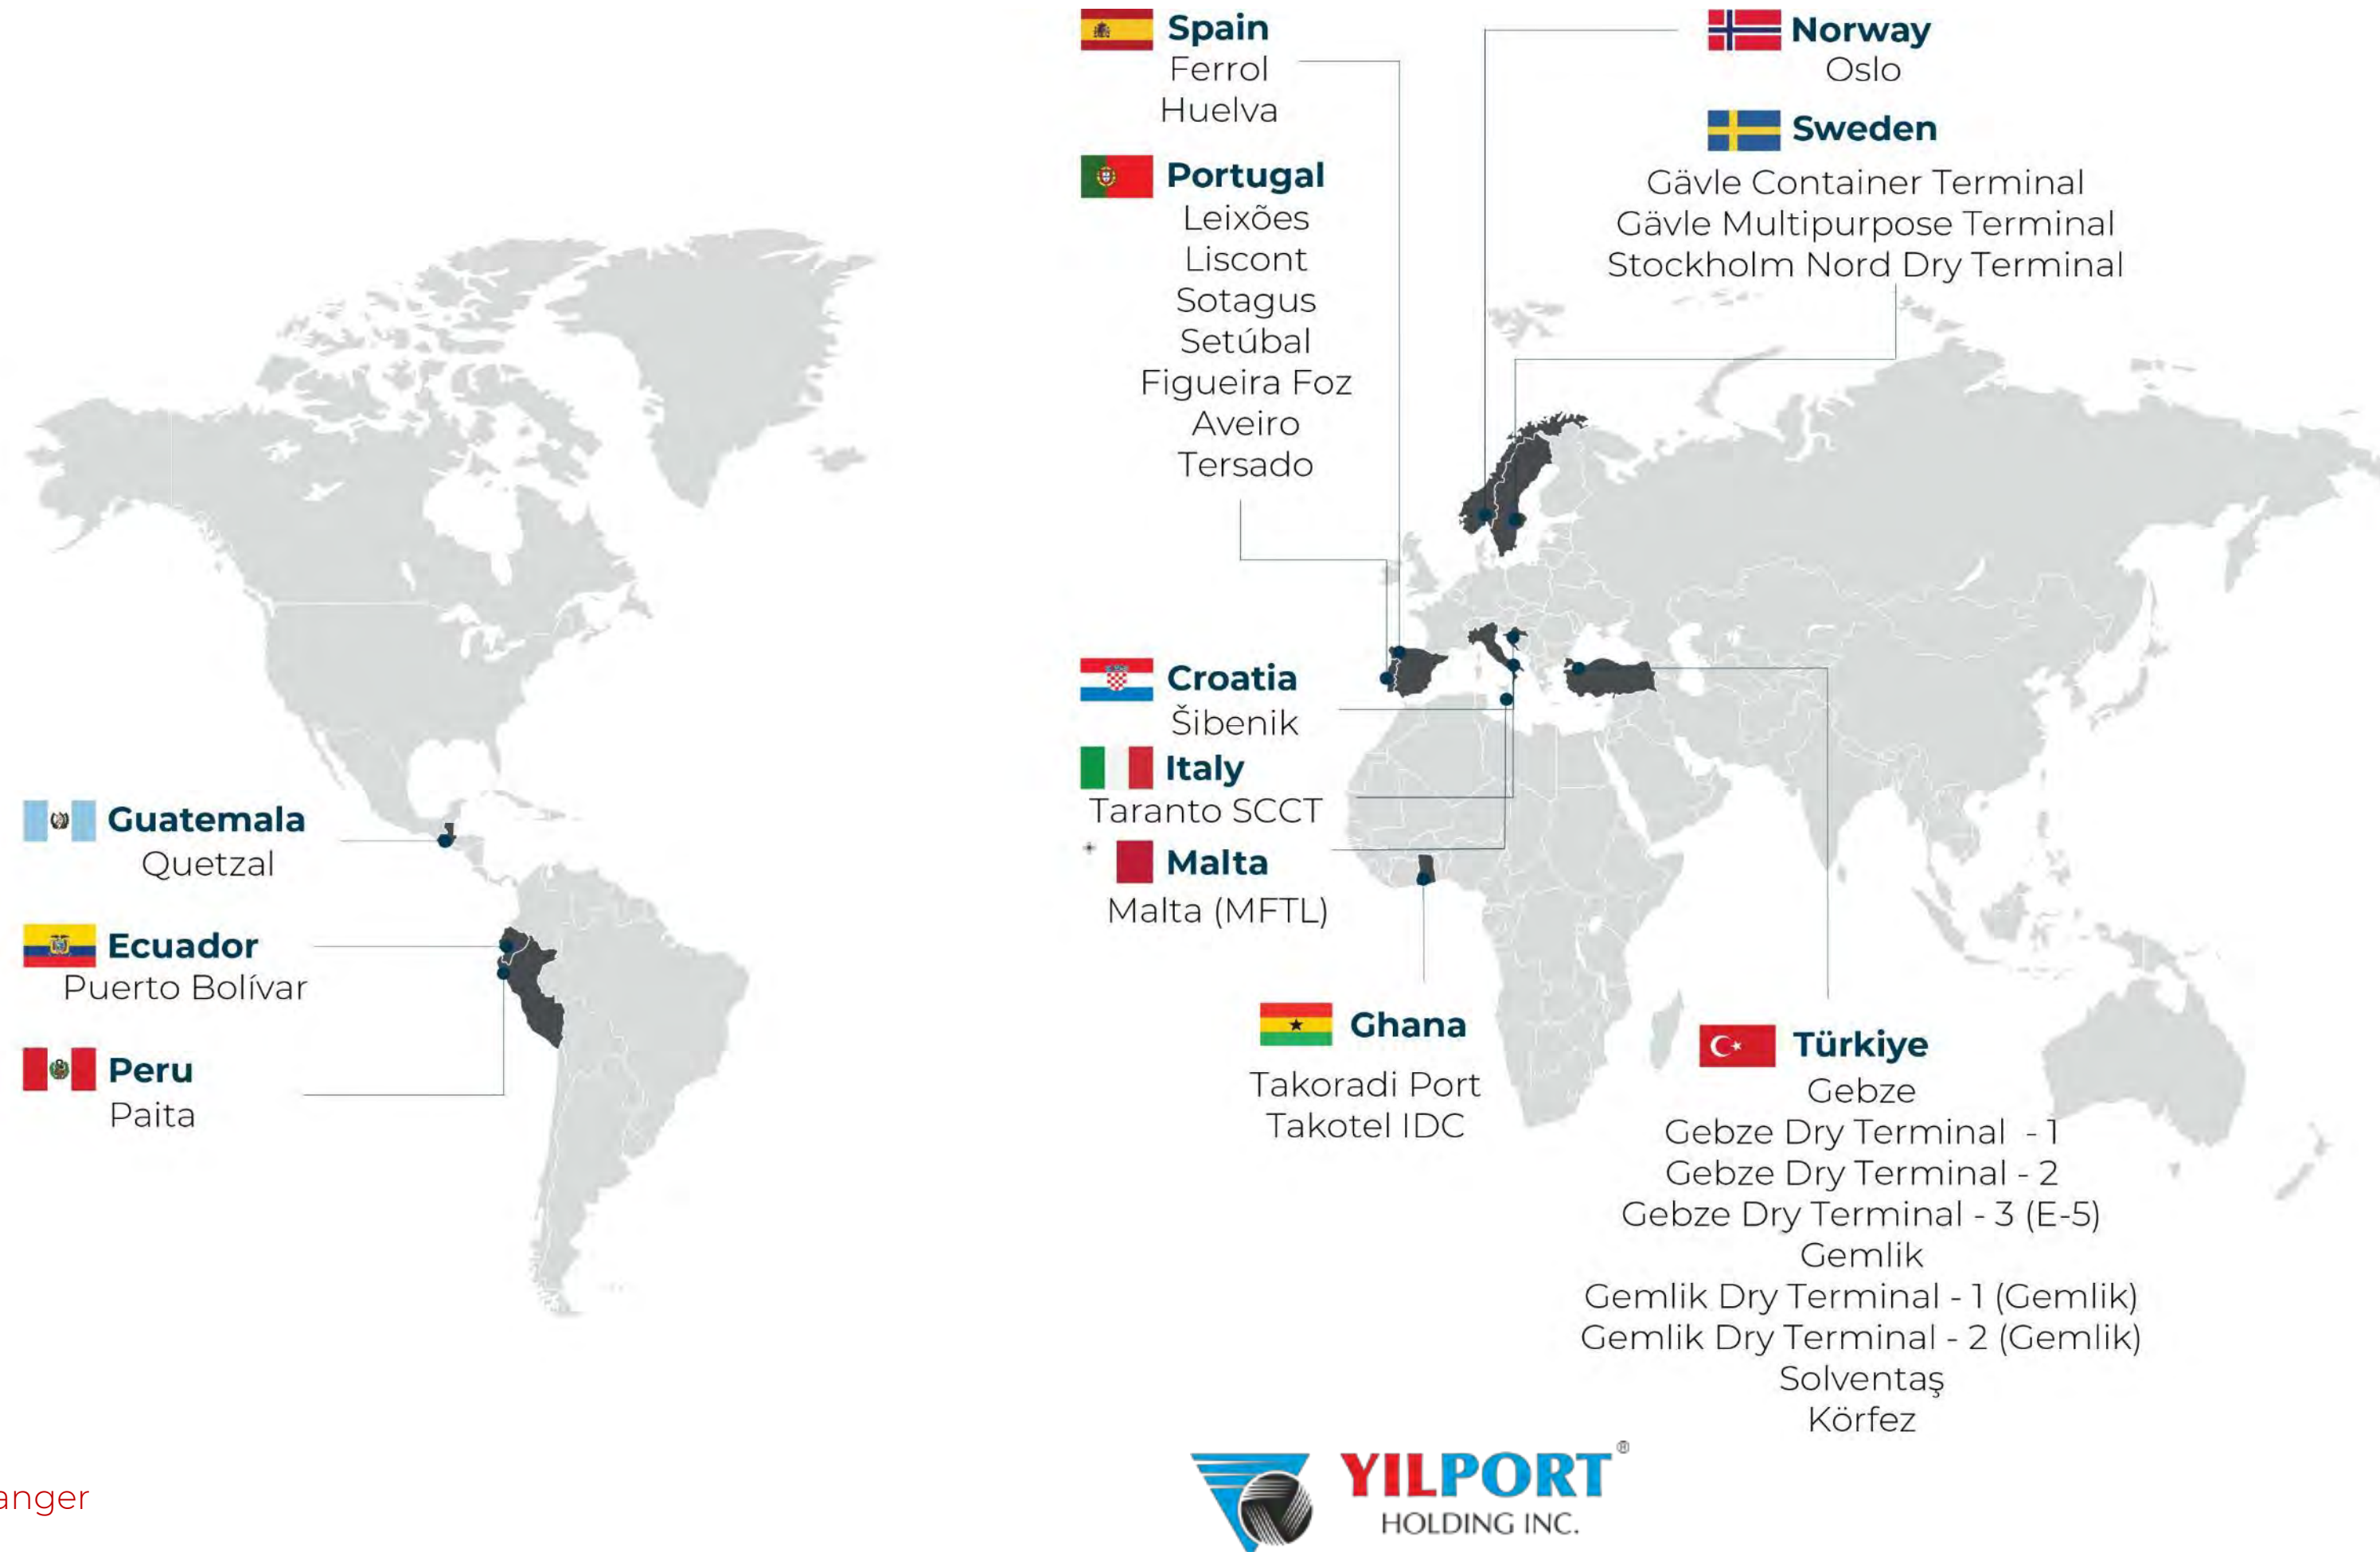 Spain
Ferrol
Huelva
Portugal
Leixões
Liscont
Sotagus
Setúbal
Figueira Foz
Aveiro
Tersado
Norway
Oslo
Sweden
Gävle Container Terminal
Gävle Multipurpose Terminal
Stockholm Nord Dry Terminal
Croatia
Šibenik
Italy
Taranto SCCT
Malta
Malta (MFTL)
Guatemala
Quetzal
Ecuador
Puerto Bolívar
Peru
Paita
Ghana
Takoradi Port
Takotel IDC
Türkiye
Gebze
Gebze Dry Terminal - 1
Gebze Dry Terminal - 2
Gebze Dry Terminal - 3 (E-5)
Gemlik
Gemlik Dry Terminal - 1 (Gemlik)
Gemlik Dry Terminal - 2 (Gemlik)
Solventaş
Körfez
anger
YILPORT®
HOLDING INC.